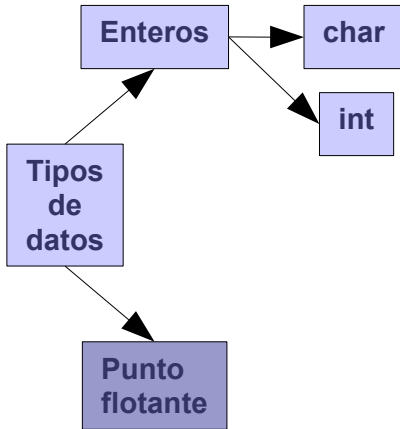 Enteros
char
int
Tipos
de
datos
Punto
flotante